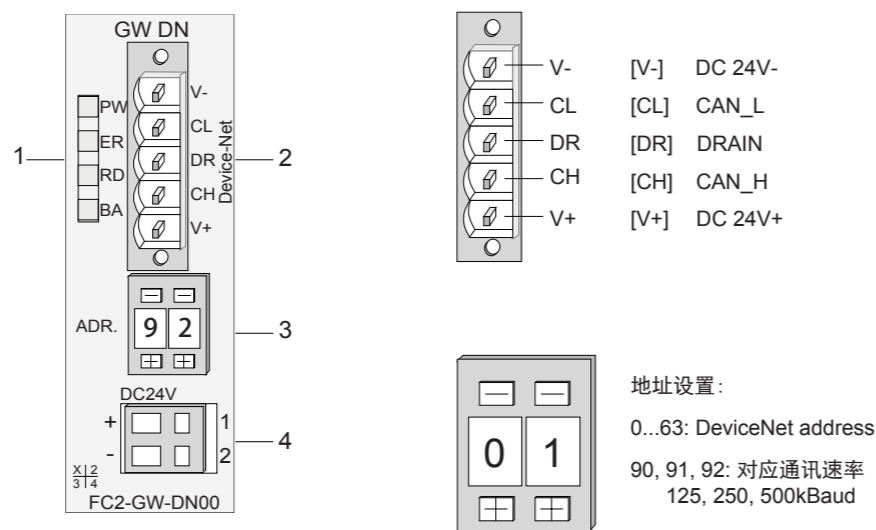 GW DN
PW
ER
RD
BA
V-
CL
DR
CH
V+
Device-Net
1
2
ADR.
9 2
3
DC24V
+ 1
- 2
4
X 2
3 4
FC2-GW-DN00
V- [V-] DC 24V-
CL [CL] CAN_L
DR [DR] DRAIN
CH [CH] CAN_H
V+ [V+] DC 24V+
0 1
地址设置:
0...63: DeviceNet address
90, 91, 92: 对应通讯速率
125, 250, 500kBaud